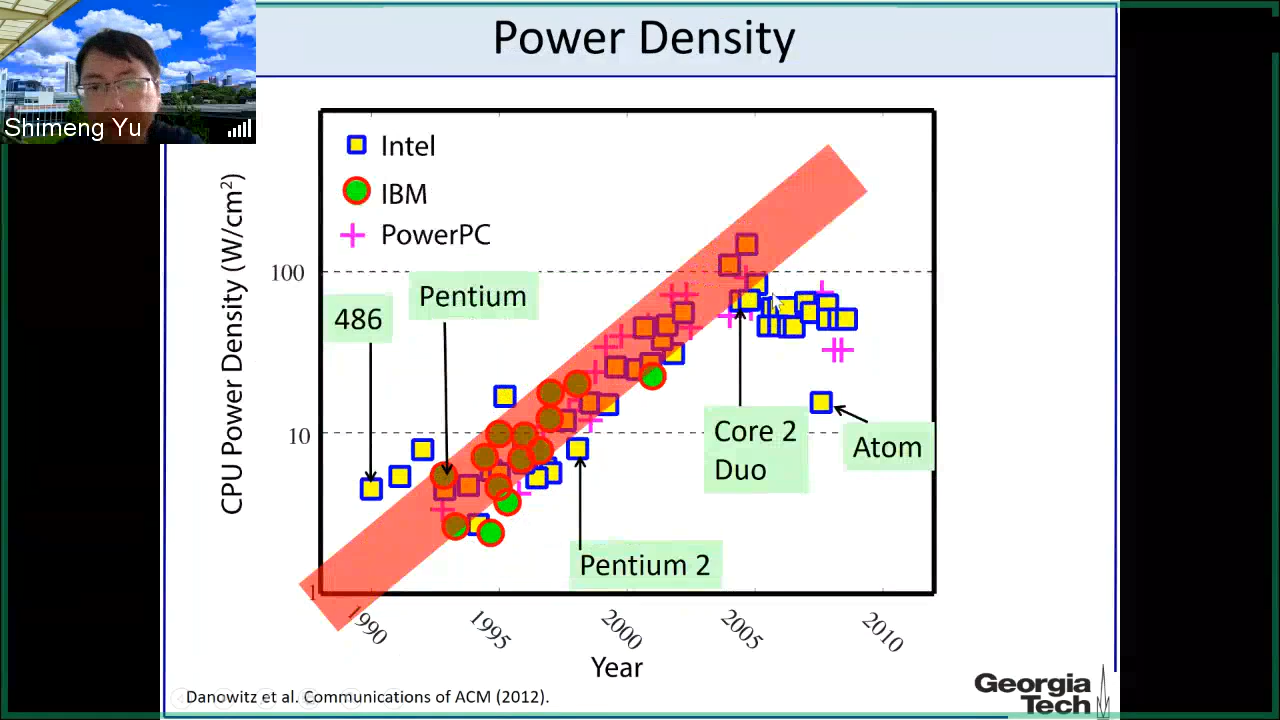 Power Density
Shimeng Yu
Intel
IBM
PowerPC
CPU Power Density (W/cm²)
100
10
1
486
Pentium
Core 2
Duo
Atom
Pentium 2
1990
1995
2000
2005
2010
Year
Danowitz et al. Communications of ACM (2012).
Georgia
Tech